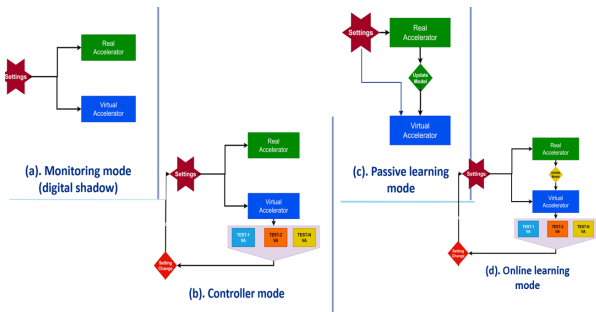 Settings
Real
Accelerator
Virtual
Accelerator
(a). Monitoring mode
(digital shadow)
Settings
Real
Accelerator
Virtual
Accelerator
TEST-1
VA
TEST-2
VA
TEST-N
VA
Setting
Change
(b). Controller mode
Settings
Real
Accelerator
Update
Model
Virtual
Accelerator
(c). Passive learning
mode
Settings
Real
Accelerator
Update
Model
Virtual
Accelerator
TEST-1
VA
TEST-2
VA
TEST-N
VA
Setting
Change
(d). Online learning
mode